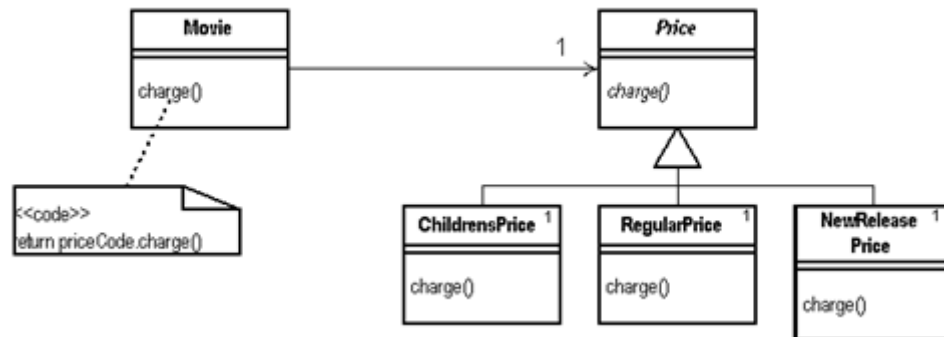 Movie
charge()
<<code>>
return priceCode.charge()
1
Price
charge()
ChildrensPrice 1
charge()
RegularPrice 1
charge()
NewRelease 1
Price
charge()